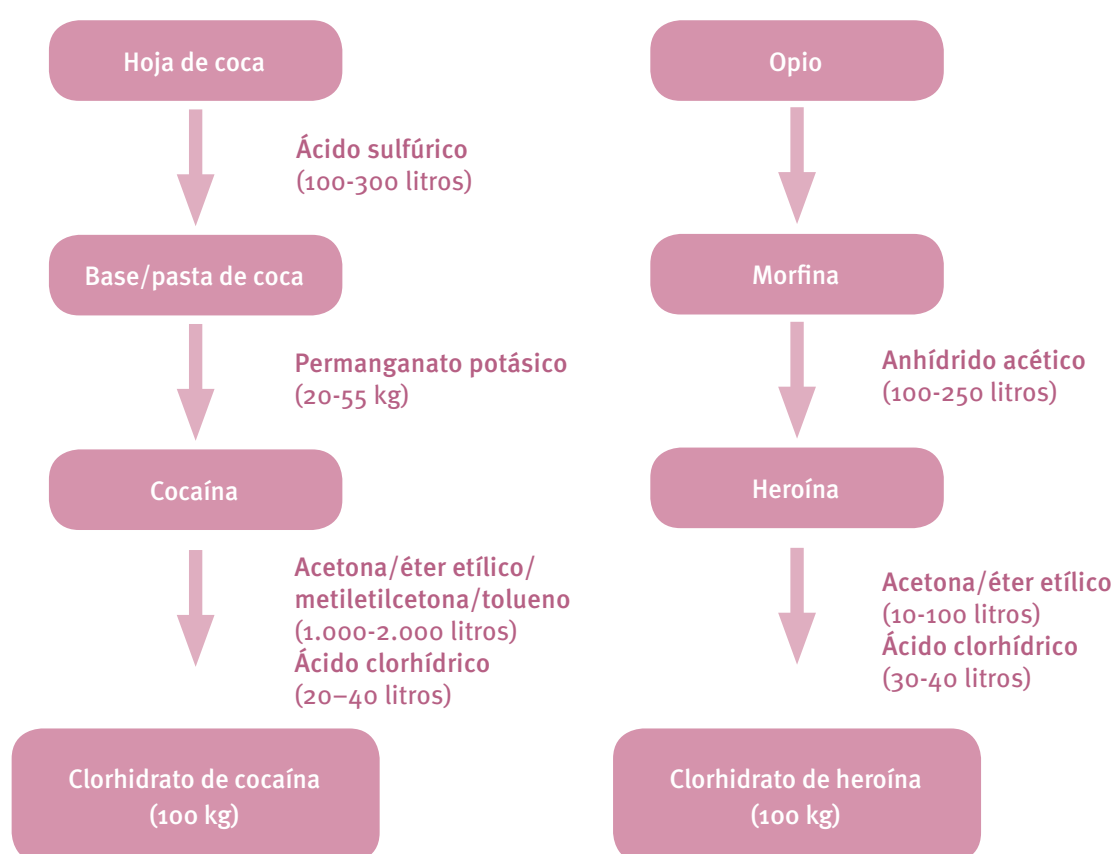 Hoja de coca
Ácido sulfúrico
(100-300 litros)
Base/pasta de coca
Permanganato potásico
(20-55 kg)
Cocaína
Acetona/éter etílico/
metiletilcetona/tolueno
(1.000-2.000 litros)
Ácido clorhídrico
(20–40 litros)
Clorhidrato de cocaína
(100 kg)
Opio
Morfina
Anhídrido acético
(100-250 litros)
Heroína
Acetona/éter etílico
(10-100 litros)
Ácido clorhídrico
(30-40 litros)
Clorhidrato de heroína
(100 kg)